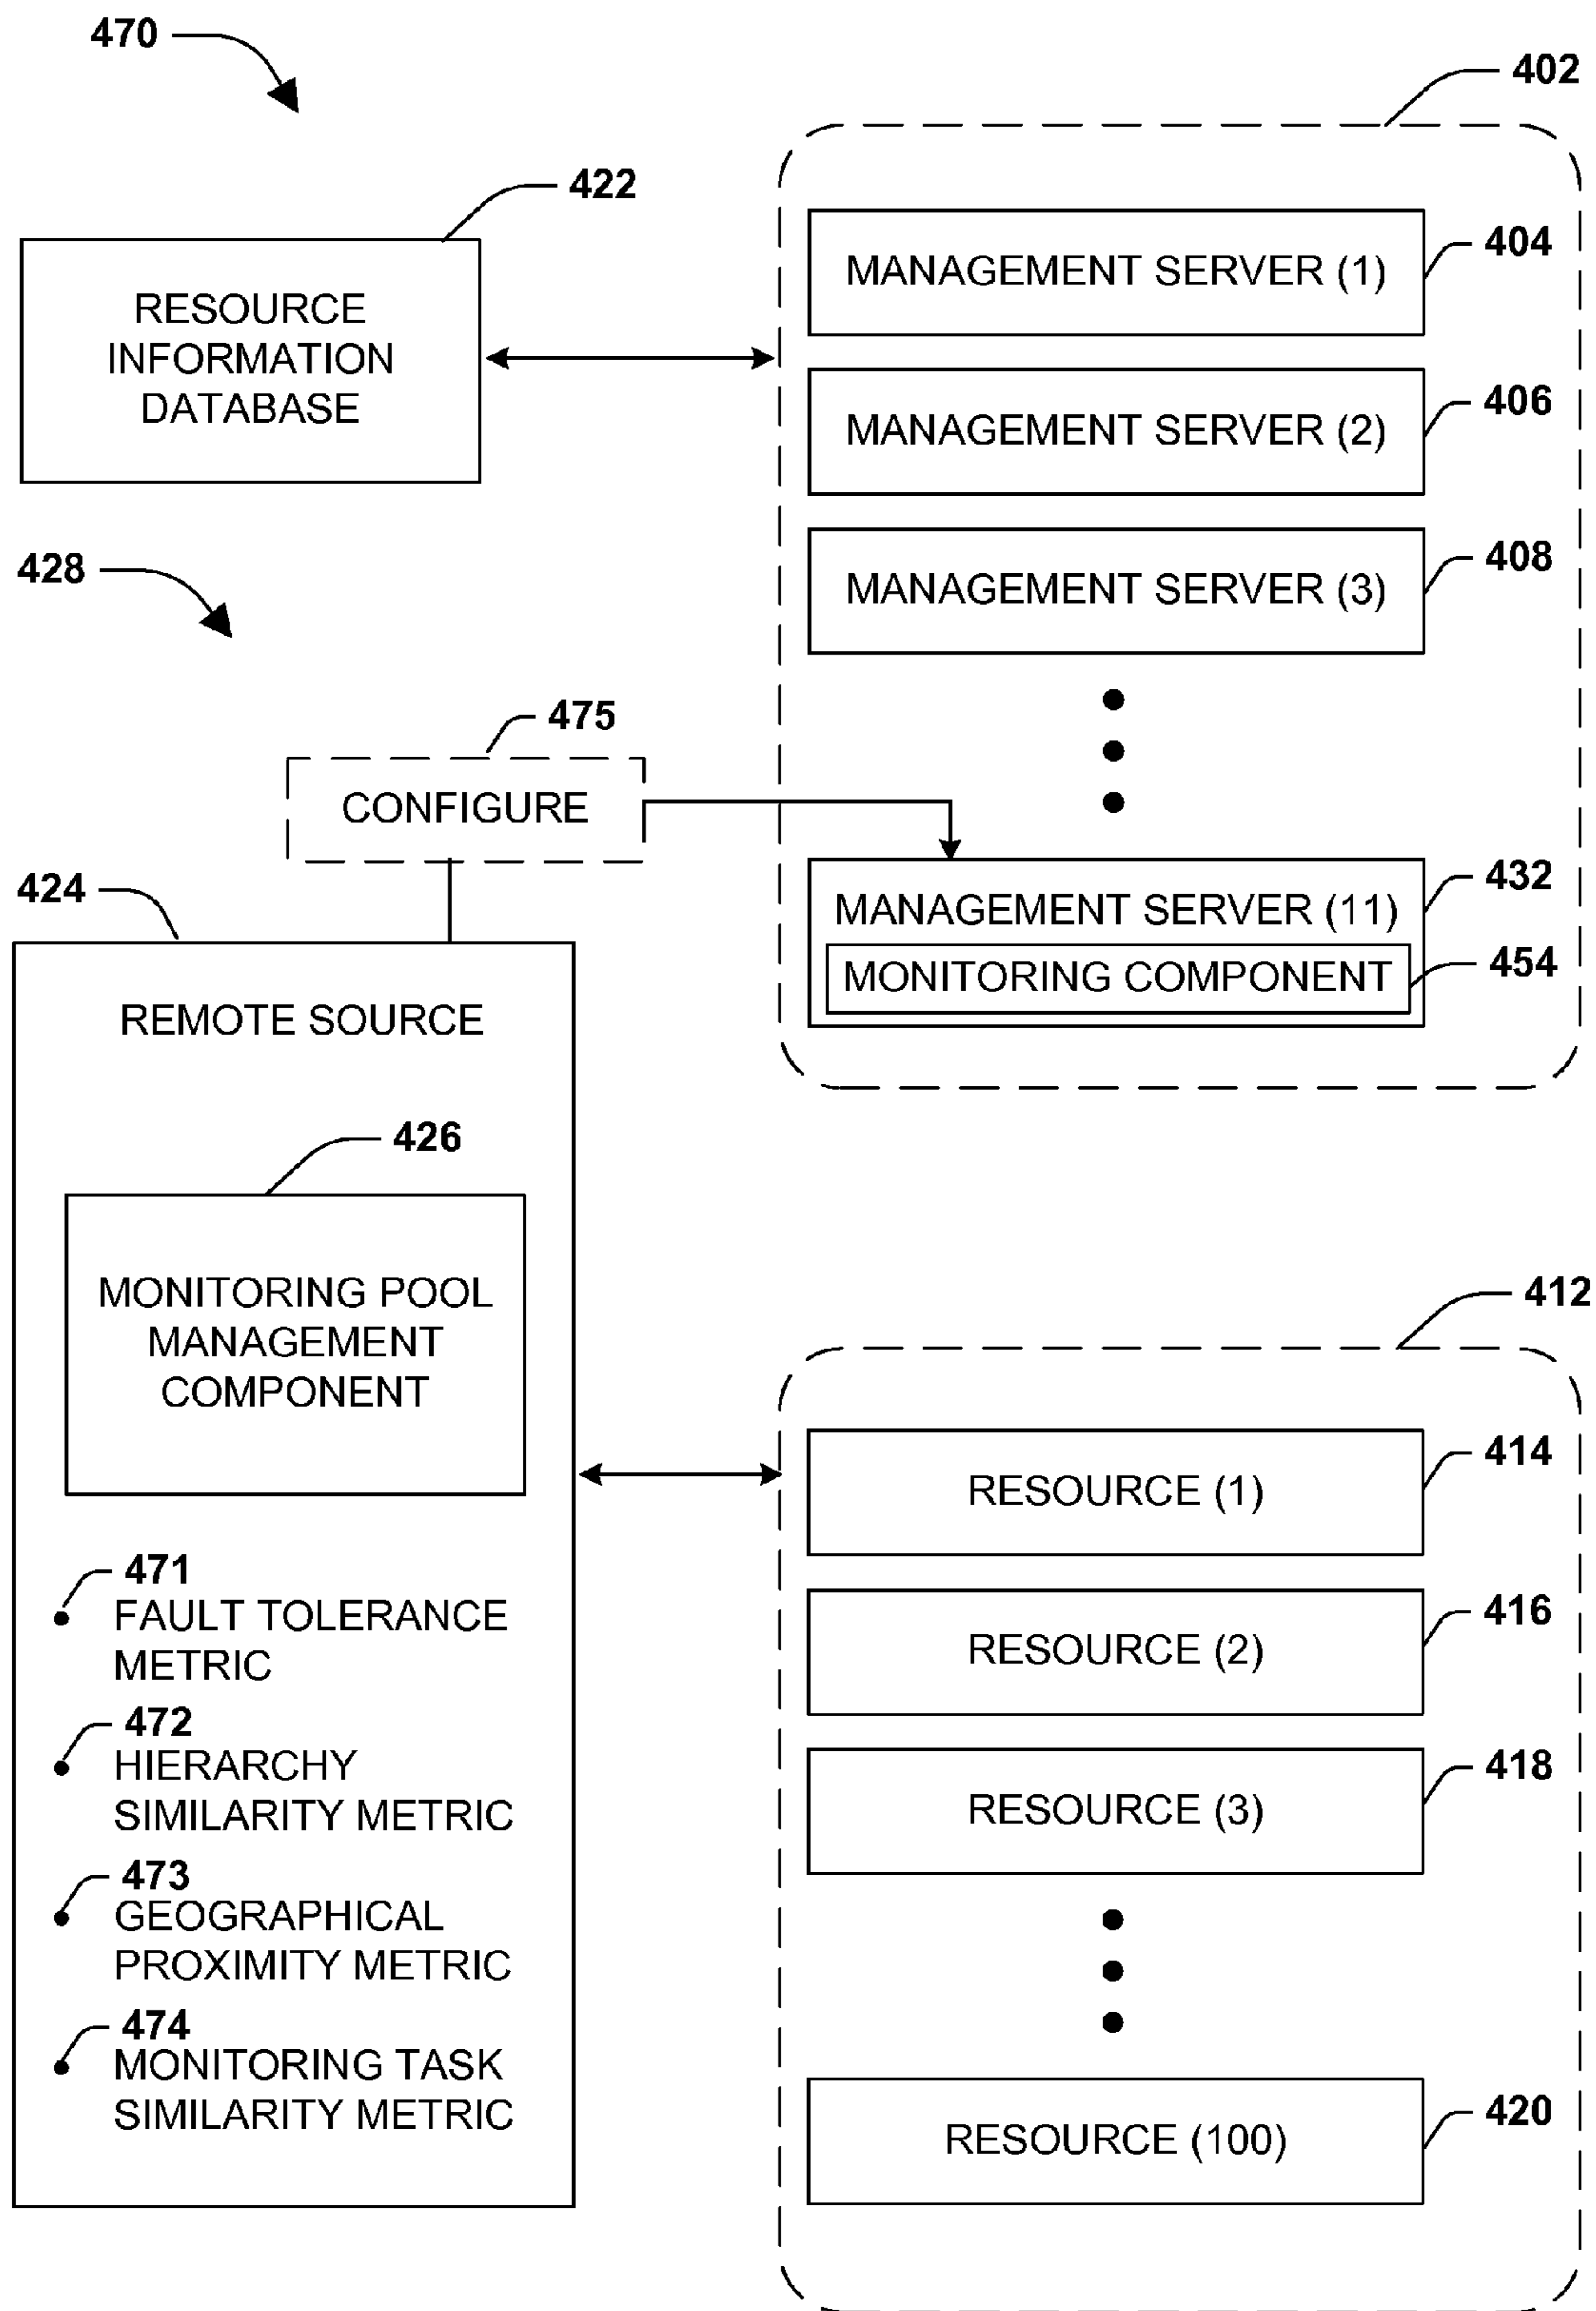 470
402
422
RESOURCE
INFORMATION
DATABASE
MANAGEMENT SERVER (1)
404
MANAGEMENT SERVER (2)
406
MANAGEMENT SERVER (3)
408
428
475
CONFIGURE
424
MANAGEMENT SERVER (11)
432
MONITORING COMPONENT
454
REMOTE SOURCE
426
MONITORING POOL
MANAGEMENT
COMPONENT
471
FAULT TOLERANCE
METRIC
472
HIERARCHY
SIMILARITY METRIC
473
GEOGRAPHICAL
PROXIMITY METRIC
474
MONITORING TASK
SIMILARITY METRIC
412
RESOURCE (1)
414
RESOURCE (2)
416
RESOURCE (3)
418
RESOURCE (100)
420